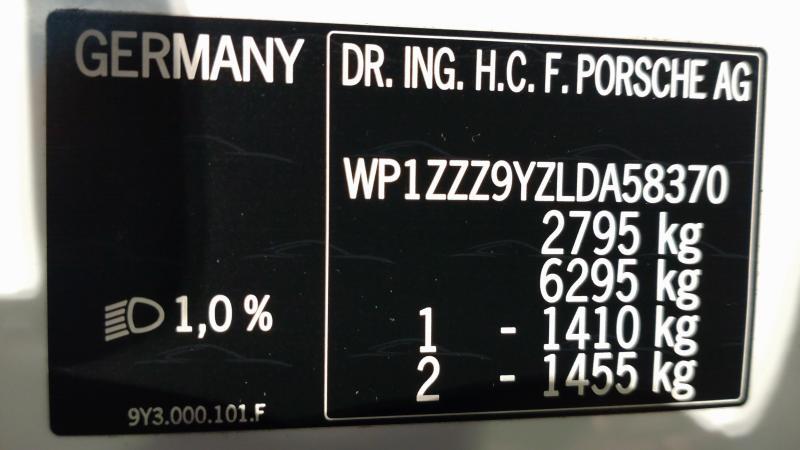 GERMANY
DR. ING. H.C. F. PORSCHE AG
WP1ZZZ9YZLDA58370
2795 kg
6295 kg
1 - 1410 kg
2 - 1455 kg
1,0 %
9Y3.000.101.F